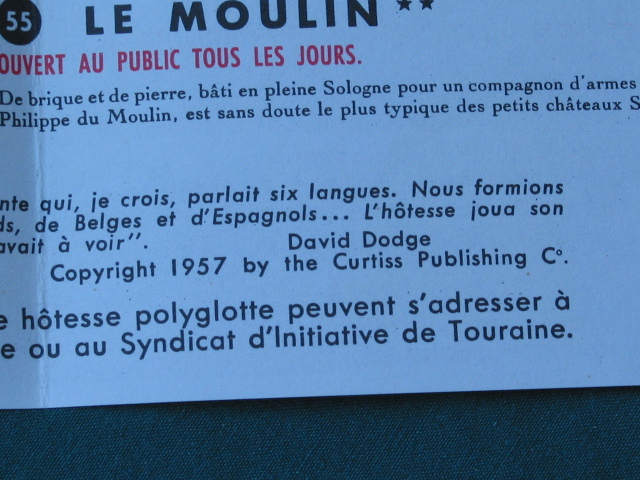 55 LE MOULIN**
OUVERT AU PUBLIC TOUS LES JOURS.
De brique et de pierre, bâti en pleine Sologne pour un compagnon d'armes
Philippe du Moulin, est sans doute le plus typique des petits châteaux S
nte qui, je crois, parlait six langues. Nous formions
ds, de Belges et d'Espagnols... L'hôtesse joua son
avait à voir".
David Dodge
Copyright 1957 by the Curtiss Publishing C°.
e hôtesse polyglotte peuvent s'adresser à
e ou au Syndicat d'Initiative de Touraine.